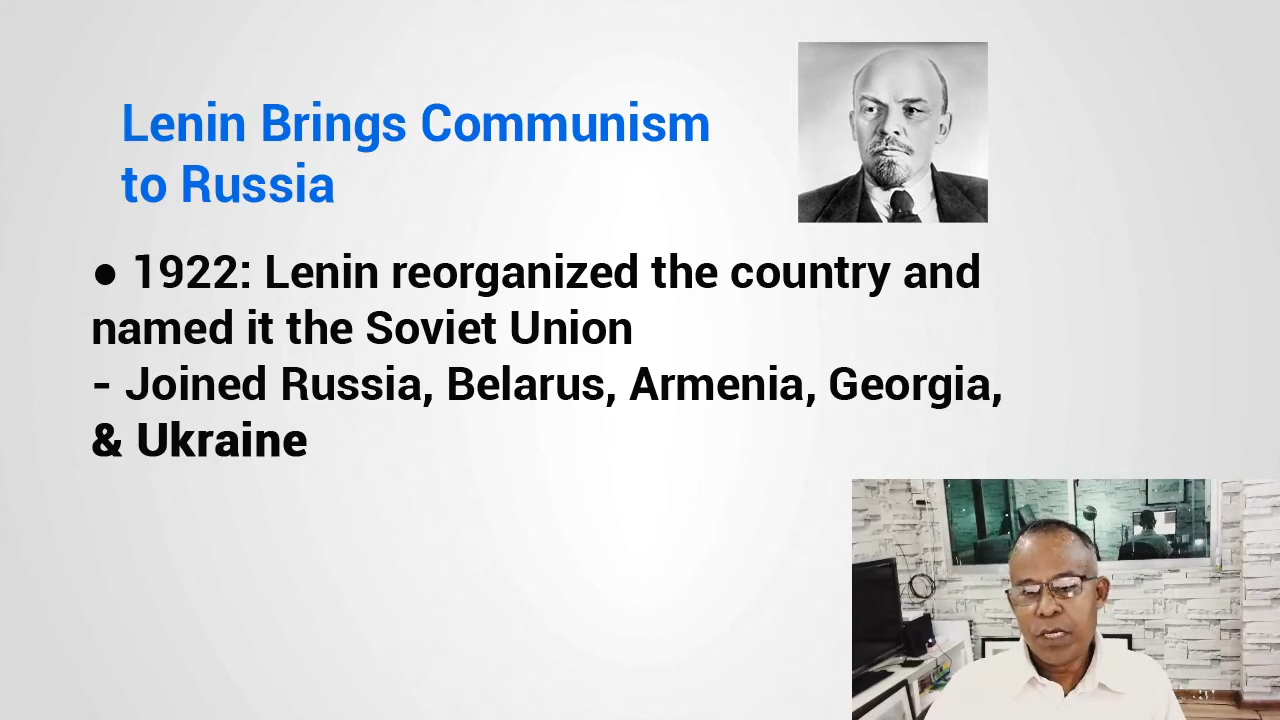 Lenin Brings Communism
to Russia
● 1922: Lenin reorganized the country and
named it the Soviet Union
- Joined Russia, Belarus, Armenia, Georgia,
& Ukraine